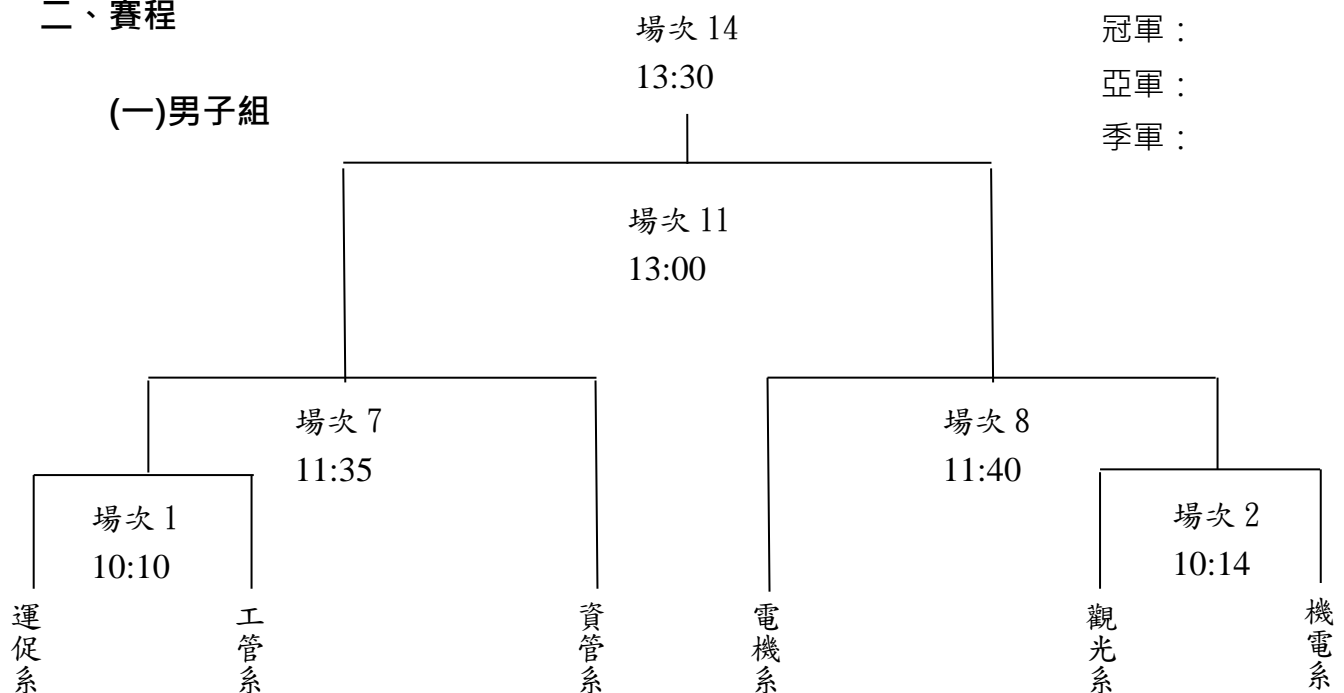 二、賽程
場次 14
13:30
冠軍：
亞軍：
季軍：
(一)男子組
場次 11
13:00
場次 7
11:35
場次 8
11:40
場次 1
10:10
場次 2
10:14
運促系
工管系
資管系
電機系
觀光系
機電系